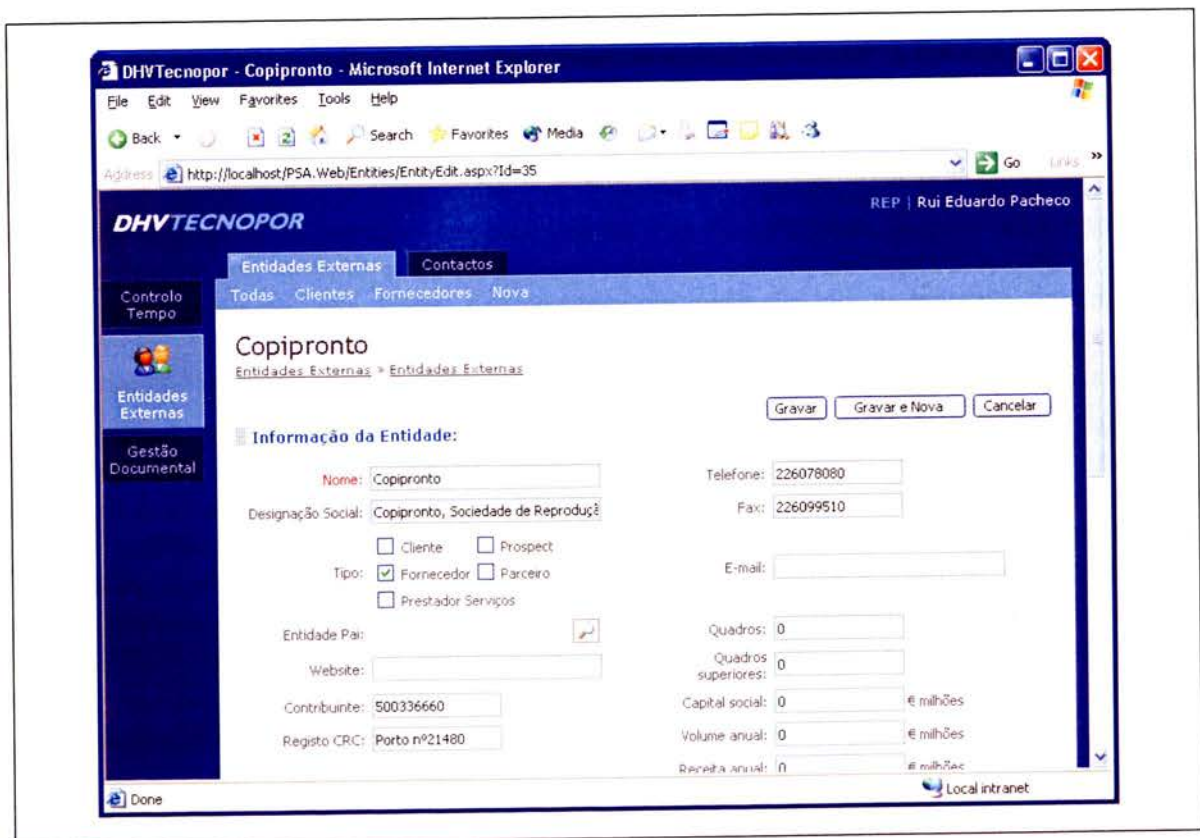 DHVTecnopor - Copipronto - Microsoft Internet Explorer
File Edit View Favorites Tools Help
Back Search Favorites Media
Address http://localhost/PSA.Web/Entities/EntityEdit.aspx?Id=35 Go Links »
DHVTECNOPOR REP | Rui Eduardo Pacheco
Entidades Externas Contactos
Todas Clientes Fornecedores Nova
Controlo
Tempo
Entidades
Externas
Gestão
Documental
Copipronto
Entidades Externas » Entidades Externas
Gravar Gravar e Nova Cancelar
Informação da Entidade:
Nome: Copipronto
Designação Social: Copipronto, Sociedade de Reproduçã
Cliente Prospect
Tipo: Fornecedor Parceiro
Prestador Serviços
Entidade Pai:
Website:
Contribuinte: 500336660
Registo CRC: Porto nº21480
Telefone: 226078080
Fax: 226099510
E-mail:
Quadros: 0
Quadros
superiores: 0
Capital social: 0 € milhões
Volume anual: 0 € milhões
Receita anual: 0 € milhões
Done Local intranet